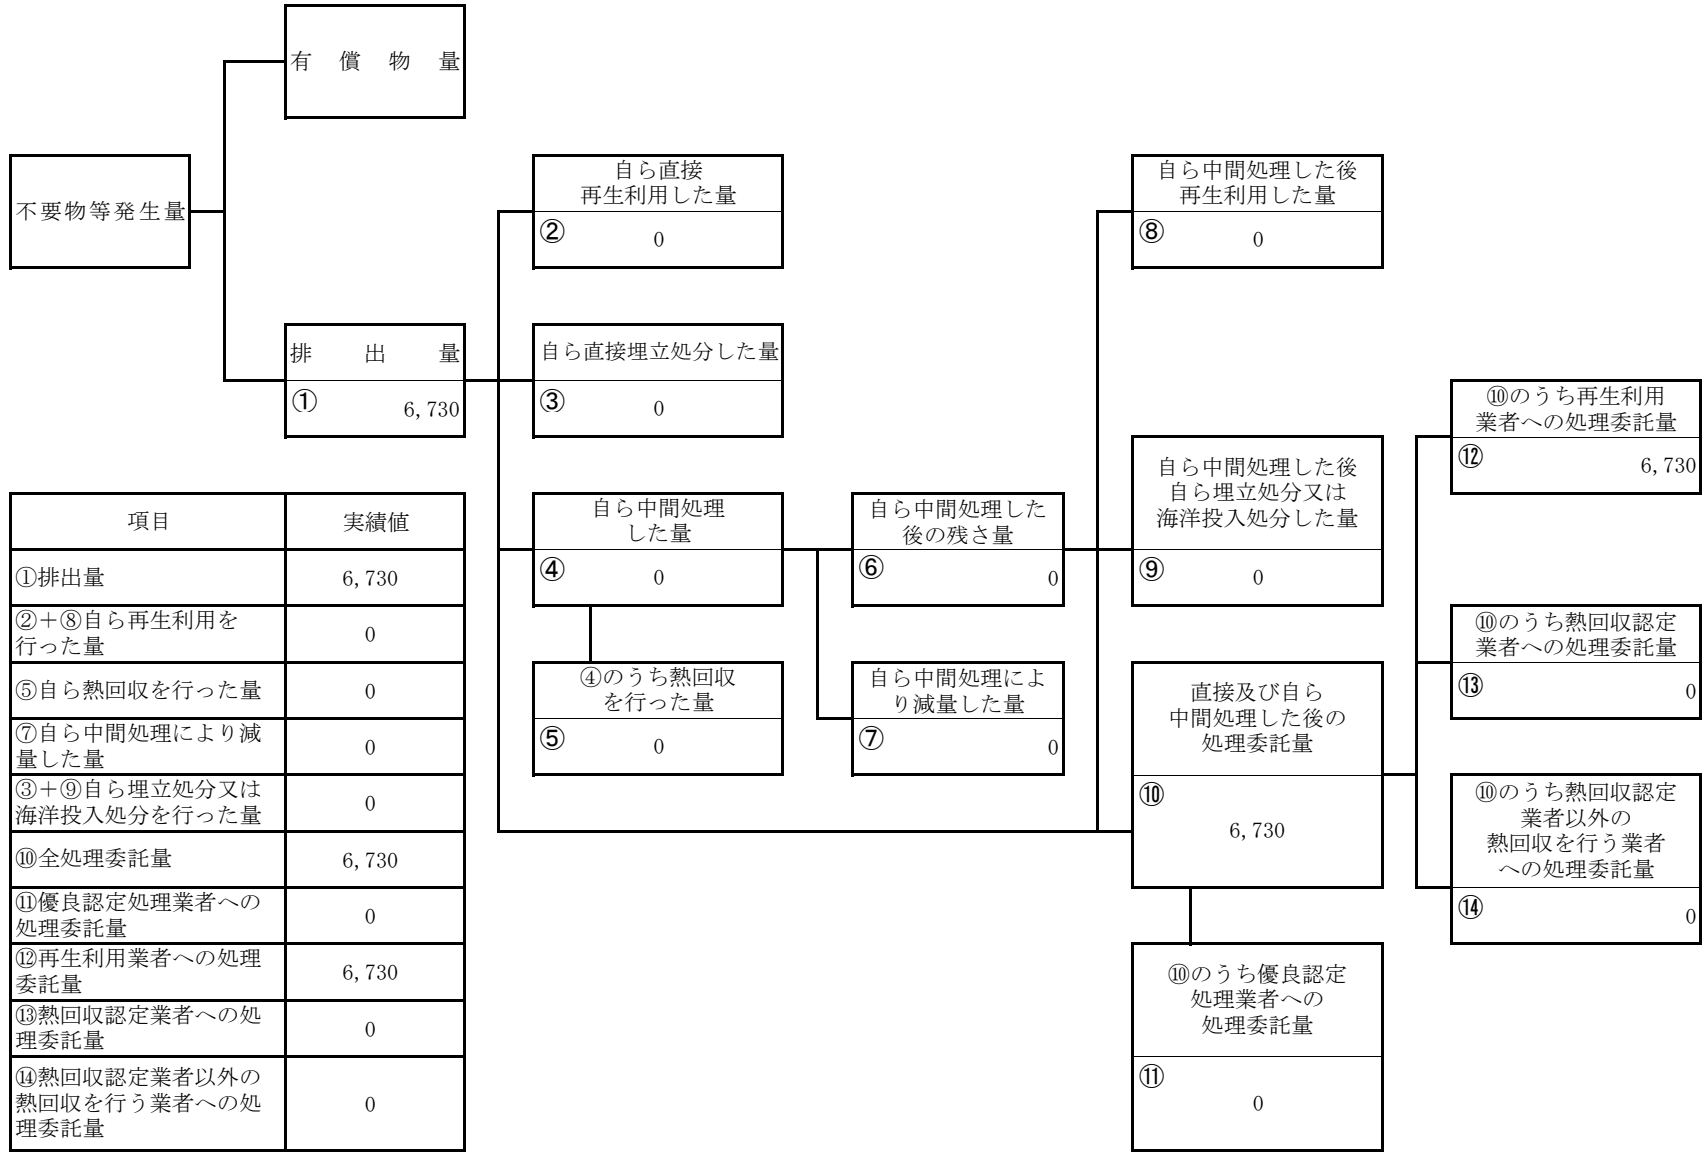 有償物量
不要物等発生量
排出量
① 6,730
自ら直接
再生利用した量
② 0
自ら直接埋立処分した量
③ 0
自ら中間処理
した量
④ 0
④のうち熱回収
を行った量
⑤ 0
自ら中間処理した
後の残さ量
⑥ 0
自ら中間処理によ
り減量した量
⑦ 0
自ら中間処理した後
再生利用した量
⑧ 0
自ら中間処理した後
自ら埋立処分又は
海洋投入処分した量
⑨ 0
直接及び自ら
中間処理した後の
処理委託量
⑩
6,730
⑩のうち優良認定
処理業者への
処理委託量
⑪
0
⑩のうち再生利用
業者への処理委託量
⑫ 6,730
⑩のうち熱回収認定
業者への処理委託量
⑬ 0
⑩のうち熱回収認定
業者以外の
熱回収を行う業者
への処理委託量
⑭ 0
項目 実績値
①排出量 6,730
②+⑧自ら再生利用を
行った量 0
⑤自ら熱回収を行った量 0
⑦自ら中間処理により減
量した量 0
③+⑨自ら埋立処分又は
海洋投入処分を行った量 0
⑩全処理委託量 6,730
⑪優良認定処理業者への
処理委託量 0
⑫再生利用業者への処理
委託量 6,730
⑬熱回収認定業者への処
理委託量 0
⑭熱回収認定業者以外の
熱回収を行う業者への処
理委託量 0